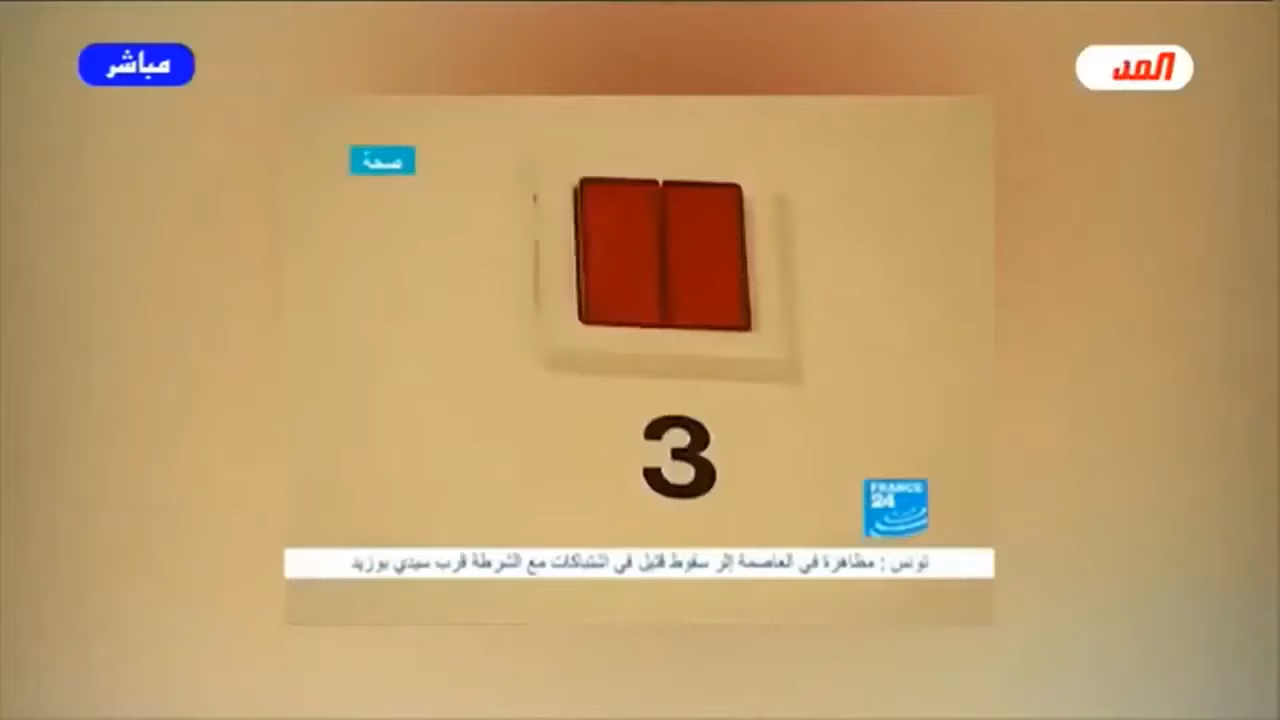 مباشر
المد
صحة
3
FRANCE
24
تونس : مظاهرة في العاصمة إثر سقوط قتيل في اشتباكات مع الشرطة قرب سيدي بوزيد